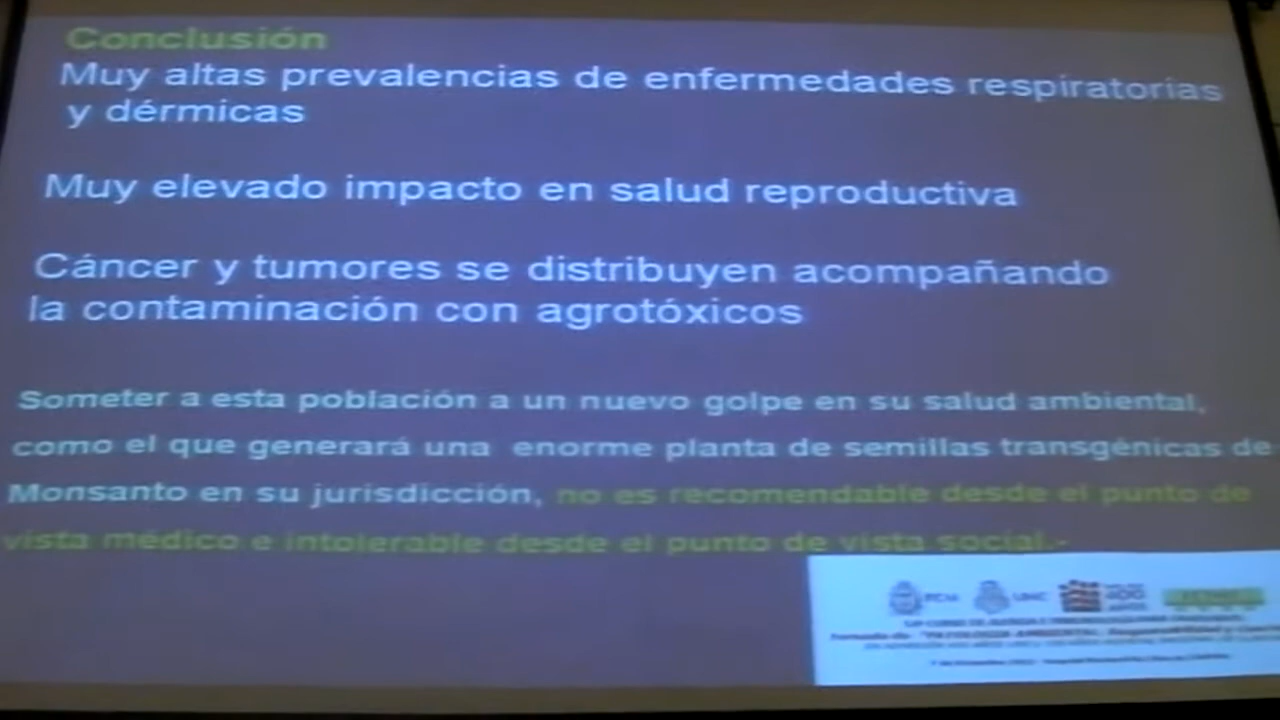 Conclusión
Muy altas prevalencias de enfermedades respiratorias
y dérmicas
Muy elevado impacto en salud reproductiva
Cáncer y tumores se distribuyen acompañando
la contaminación con agrotóxicos
Someter a esta población a un nuevo golpe en su salud ambiental,
como el que generará una enorme planta de semillas transgénicas de
Monsanto en su jurisdicción, no es recomendable desde el punto de
vista médico e intolerable desde el punto de vista social.-
FCM UNC 400